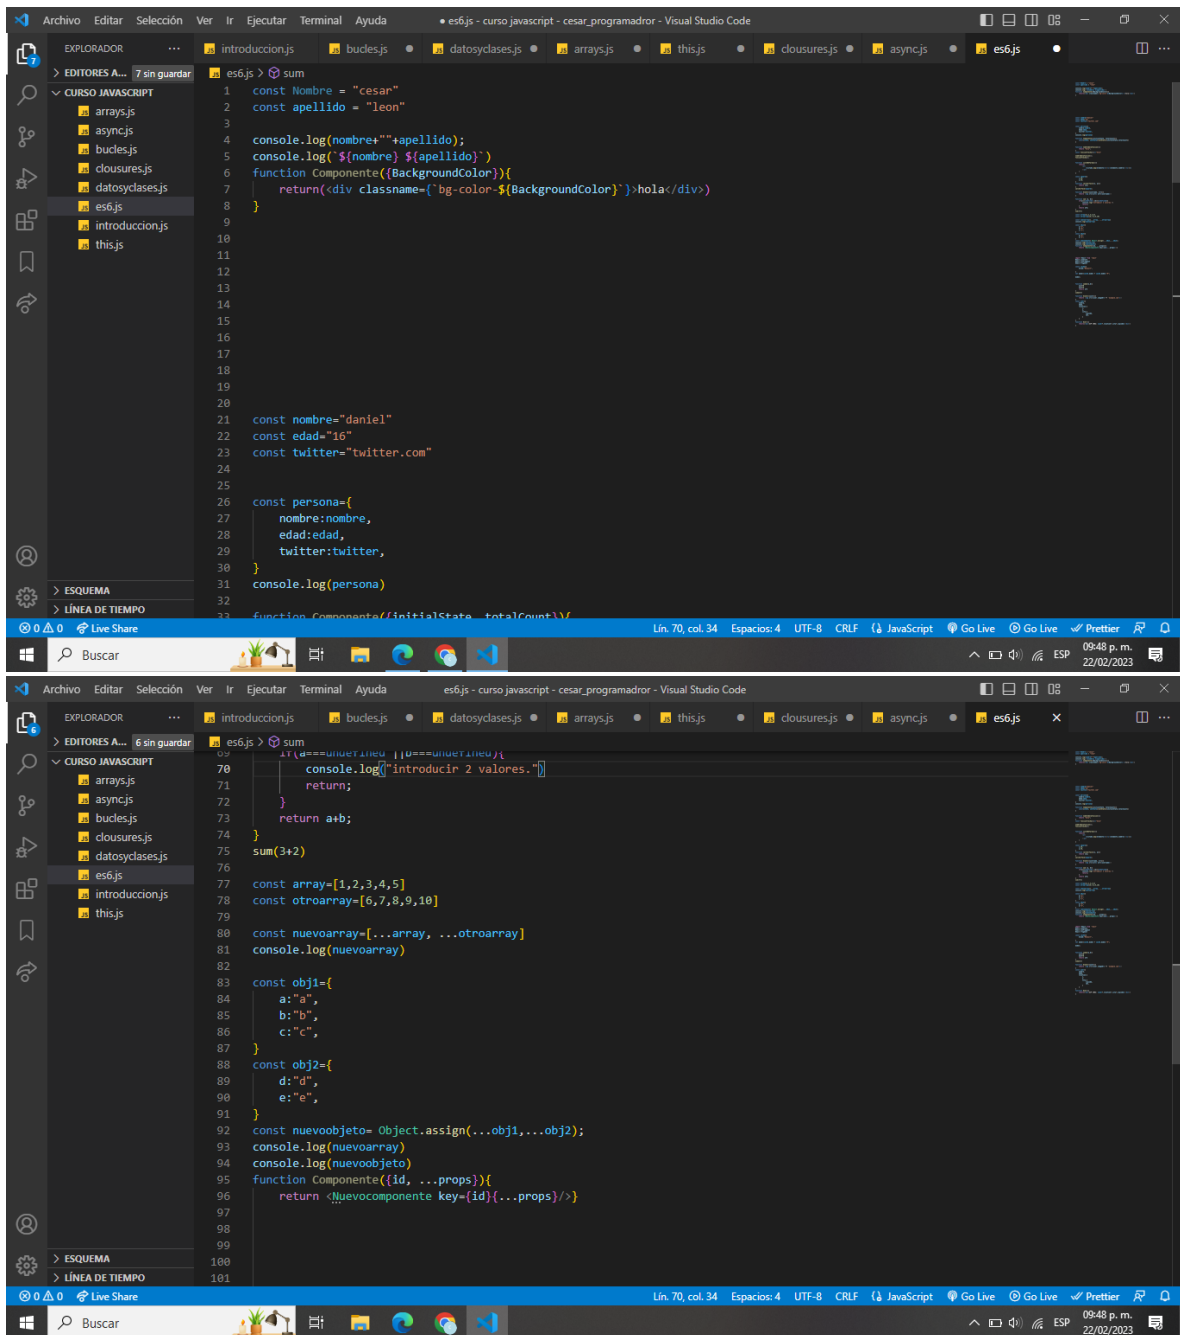 Archivo Editar Selección Ver Ir Ejecutar Terminal Ayuda ● es6.js - curso javascript - cesar_programadror - Visual Studio Code
EXPLORADOR ··· introduccion.js bucles.js ● datosyclases.js ● arrays.js ● this.js ● clousures.js ● async.js ● es6.js ●
EDITORES A... 7 sin guardar es6.js > sum
CURSO JAVASCRIPT
arrays.js
async.js
bucles.js
clousures.js
datosyclases.js
es6.js
introduccion.js
this.js
1 const Nombre = "cesar"
2 const apellido = "leon"
3
4 console.log(nombre+""+apellido);
5 console.log(`${nombre} ${apellido}`)
6 function Componente({BackgroundColor}){
7 return(<div classname={`bg-color-${BackgroundColor}`}>hola</div>)
8 }
9
10
11
12
13
14
15
16
17
18
19
20
21 const nombre="daniel"
22 const edad="16"
23 const twitter="twitter.com"
24
25
26 const persona={
27 nombre:nombre,
28 edad:edad,
29 twitter:twitter,
30 }
31 console.log(persona)
32
33 function Componente({initialState, totalCount}){
ESQUEMA
LÍNEA DE TIEMPO
7
0 0 Live Share Lín. 70, col. 34 Espacios: 4 UTF-8 CRLF JavaScript Go Live Go Live Prettier
Buscar ESP 09:48 p. m.
22/02/2023
Archivo Editar Selección Ver Ir Ejecutar Terminal Ayuda es6.js - curso javascript - cesar_programadror - Visual Studio Code
EXPLORADOR ··· introduccion.js bucles.js ● datosyclases.js ● arrays.js ● this.js ● clousures.js ● async.js ● es6.js ×
EDITORES A... 6 sin guardar es6.js > sum
CURSO JAVASCRIPT
arrays.js
async.js
bucles.js
clousures.js
datosyclases.js
es6.js
introduccion.js
this.js
69 if(a===undefined ||b===undefined){
70 console.log("introducir 2 valores.")
71 return;
72 }
73 return a+b;
74 }
75 sum(3+2)
76
77 const array=[1,2,3,4,5]
78 const otroarray=[6,7,8,9,10]
79
80 const nuevoarray=[...array, ...otroarray]
81 console.log(nuevoarray)
82
83 const obj1={
84 a:"a",
85 b:"b",
86 c:"c",
87 }
88 const obj2={
89 d:"d",
90 e:"e",
91 }
92 const nuevoobjeto= Object.assign(...obj1,...obj2);
93 console.log(nuevoarray)
94 console.log(nuevoobjeto)
95 function Componente({id, ...props}){
96 return <Nuevocomponente key={id}{...props}/>}
97
98
99
100
101
ESQUEMA
LÍNEA DE TIEMPO
6
0 0 Live Share Lín. 70, col. 34 Espacios: 4 UTF-8 CRLF JavaScript Go Live Go Live Prettier
Buscar ESP 09:48 p. m.
22/02/2023